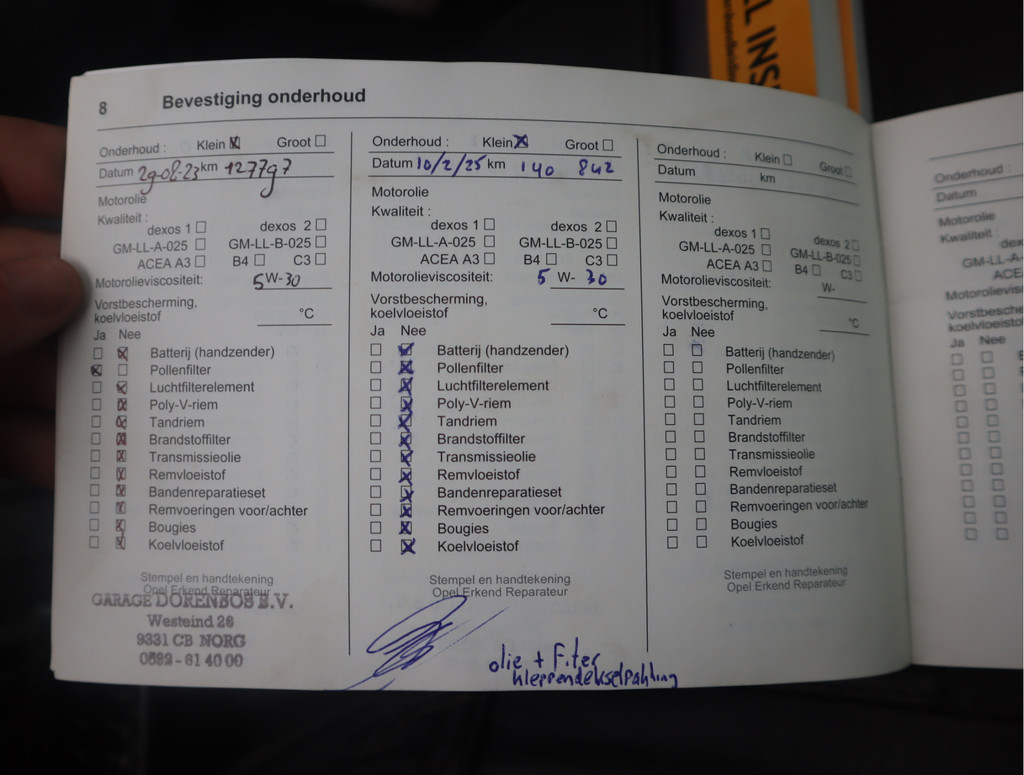 L INS
8 Bevestiging onderhoud
Onderhoud : Klein ☒ Groot ☐
Datum 29-08-23 km 127797
Motorolie
Kwaliteit :
dexos 1 ☐ dexos 2 ☐
GM-LL-A-025 ☐ GM-LL-B-025 ☐
ACEA A3 ☐ B4 ☐ C3 ☐
Motorolieviscositeit: 5W-30
Vorstbescherming,
koelvloeistof °C
Ja Nee
☐ ☒ Batterij (handzender)
☒ ☐ Pollenfilter
☐ ☒ Luchtfilterelement
☐ ☒ Poly-V-riem
☐ ☒ Tandriem
☐ ☒ Brandstoffilter
☐ ☒ Transmissieolie
☐ ☒ Remvloeistof
☐ ☒ Bandenreparatieset
☐ ☒ Remvoeringen voor/achter
☐ ☒ Bougies
☐ ☒ Koelvloeistof
Stempel en handtekening
Opel Erkend Reparateur
GARAGE DORENBOS B.V.
Westeind 26
9331 CB NORG
0592 - 61 40 00
Onderhoud : Klein ☒ Groot ☐
Datum 10/2/25 km 140 842
Motorolie
Kwaliteit :
dexos 1 ☐ dexos 2 ☐
GM-LL-A-025 ☐ GM-LL-B-025 ☐
ACEA A3 ☐ B4 ☐ C3 ☐
Motorolieviscositeit: 5 W- 30
Vorstbescherming,
koelvloeistof °C
Ja Nee
☐ ☒ Batterij (handzender)
☐ ☒ Pollenfilter
☐ ☒ Luchtfilterelement
☐ ☒ Poly-V-riem
☐ ☒ Tandriem
☐ ☒ Brandstoffilter
☐ ☒ Transmissieolie
☐ ☒ Remvloeistof
☐ ☒ Bandenreparatieset
☐ ☒ Remvoeringen voor/achter
☐ ☒ Bougies
☐ ☒ Koelvloeistof
Stempel en handtekening
Opel Erkend Reparateur
olie + Filter
kleppendekselpakking
Onderhoud : Klein ☐ Groot ☐
Datum km
Motorolie
Kwaliteit :
dexos 1 ☐ dexos 2 ☐
GM-LL-A-025 ☐ GM-LL-B-025 ☐
ACEA A3 ☐ B4 ☐ C3 ☐
Motorolieviscositeit: W-
Vorstbescherming,
koelvloeistof °C
Ja Nee
☐ ☐ Batterij (handzender)
☐ ☐ Pollenfilter
☐ ☐ Luchtfilterelement
☐ ☐ Poly-V-riem
☐ ☐ Tandriem
☐ ☐ Brandstoffilter
☐ ☐ Transmissieolie
☐ ☐ Remvloeistof
☐ ☐ Bandenreparatieset
☐ ☐ Remvoeringen voor/achter
☐ ☐ Bougies
☐ ☐ Koelvloeistof
Stempel en handtekening
Opel Erkend Reparateur
Onderhoud :
Datum
Motorolie
Kwaliteit :
Ja Nee